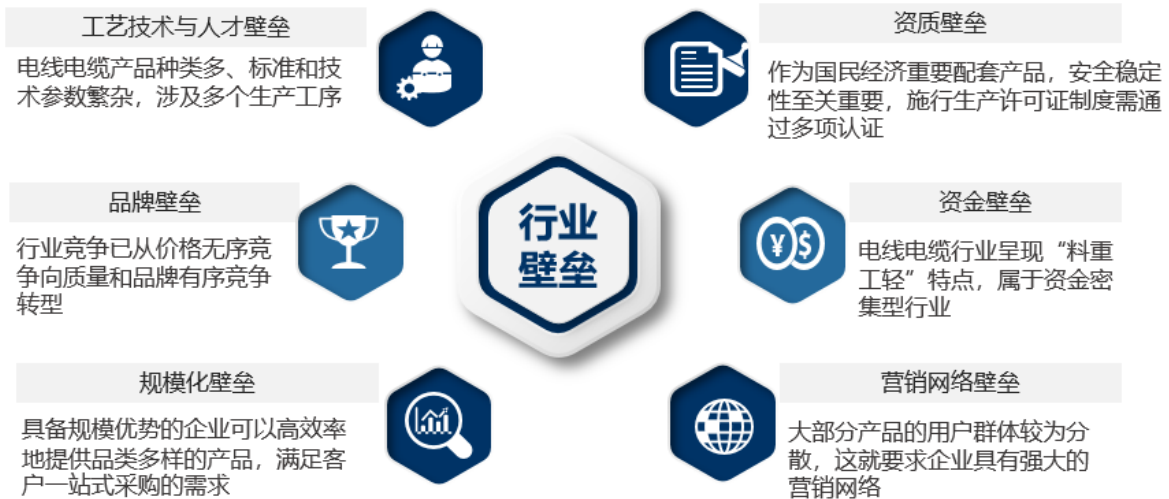 工艺技术与人才壁垒
电线电缆产品种类多、标准和技
术参数繁杂，涉及多个生产工序
资质壁垒
作为国民经济重要配套产品，安全稳定
性至关重要，施行生产许可证制度需通
过多项认证
品牌壁垒
行业竞争已从价格无序竞
争向质量和品牌有序竞争
转型
行业
壁垒
资金壁垒
¥ $
电线电缆行业呈现“料重
工轻”特点，属于资金密
集型行业
规模化壁垒
具备规模优势的企业可以高效率
地提供品类多样的产品，满足客
户一站式采购的需求
营销网络壁垒
大部分产品的用户群体较为分
散，这就要求企业具有强大的
营销网络